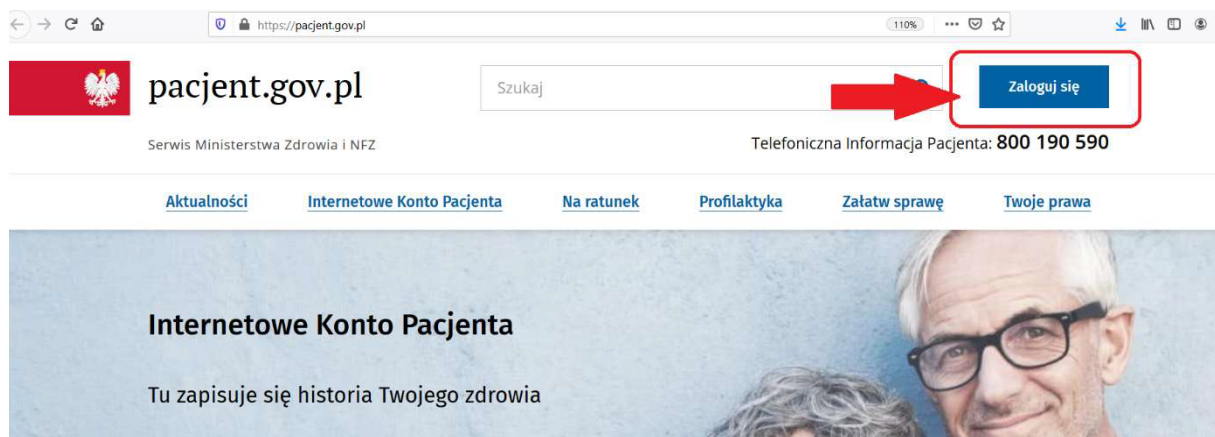 https://pacjent.gov.pl
110%
pacjent.gov.pl
Szukaj
Zaloguj się
Serwis Ministerstwa Zdrowia i NFZ
Telefoniczna Informacja Pacjenta: 800 190 590
Aktualności Internetowe Konto Pacjenta Na ratunek Profilaktyka Załatw sprawę Twoje prawa
Internetowe Konto Pacjenta
Tu zapisuje się historia Twojego zdrowia